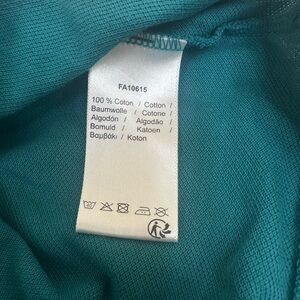 FA10615
100 % Coton / Cotton /
Baumwolle / Cotone /
Algodón / Algodão /
Bomuld / Katoen /
Βαμβάκι / Koton